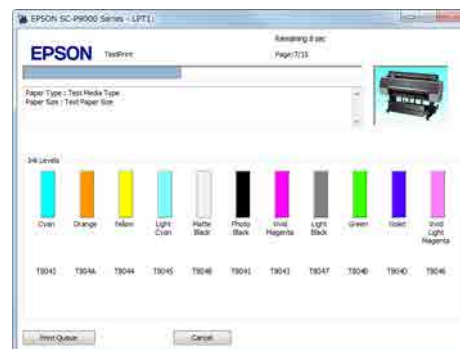 EPSON SC-P9000 Series - LPT1:
Remaining 8 sec
EPSON TestPrint Page:7/15
Paper Type : Test Media Type
Paper Size : Test Paper Size
Ink Levels
Cyan Orange Yellow Light Cyan Matte Black Photo Black Vivid Magenta Light Black Green Violet Vivid Light Magenta
T8042 T804A T8044 T8045 T8048 T8041 T8043 T8047 T804B T804D T8046
Print Queue Cancel